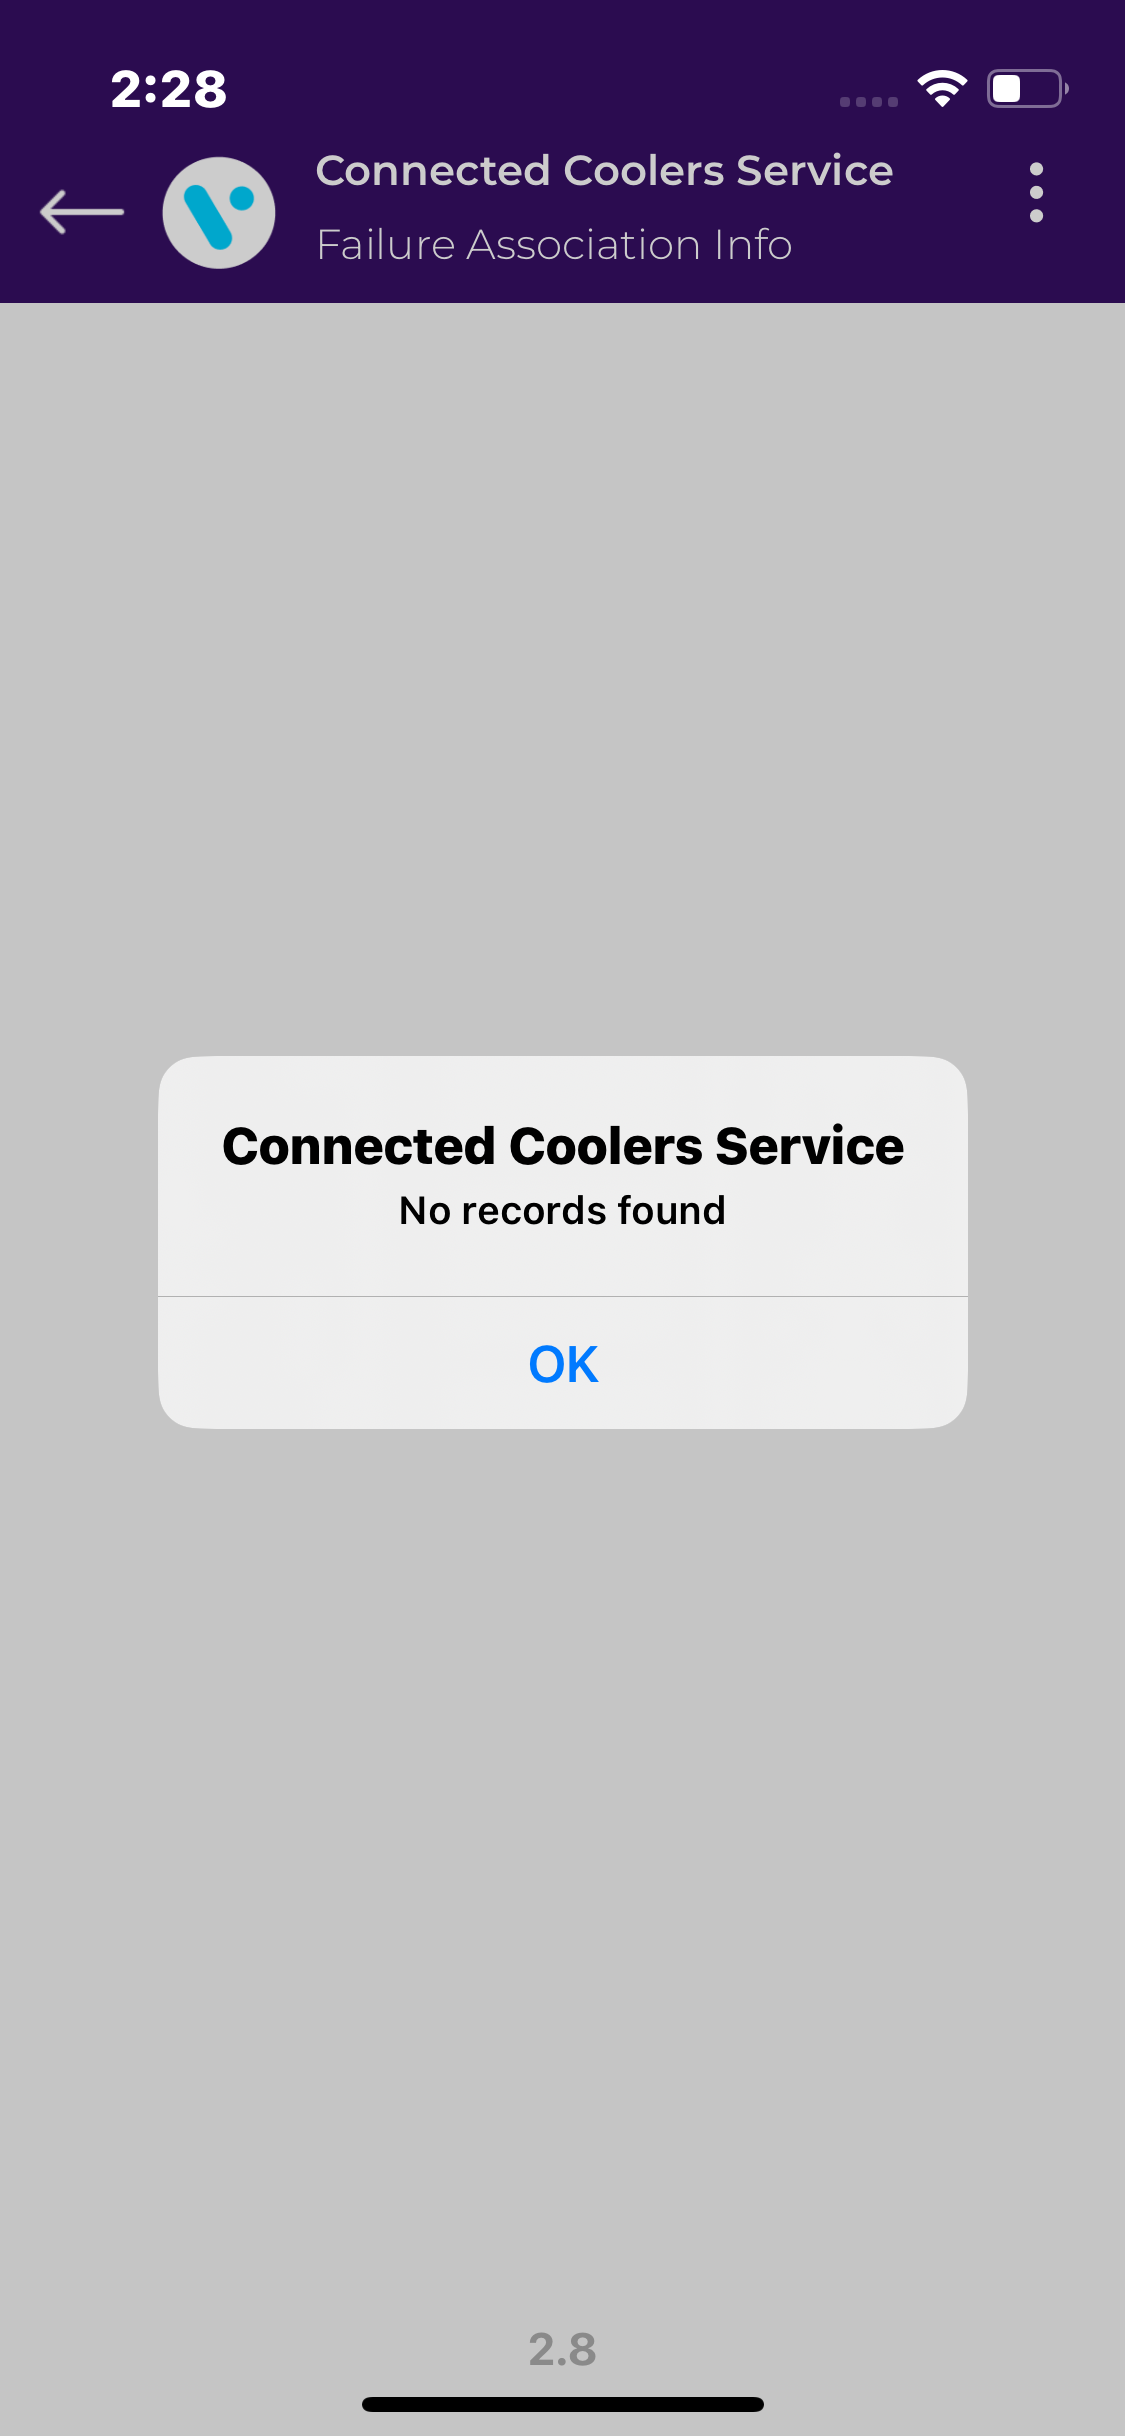 2:28
Connected Coolers Service
Failure Association Info
Connected Coolers Service
No records found
OK
2.8